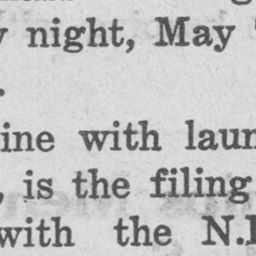 night, May
.
ine with laun
, is the filing
with the N.